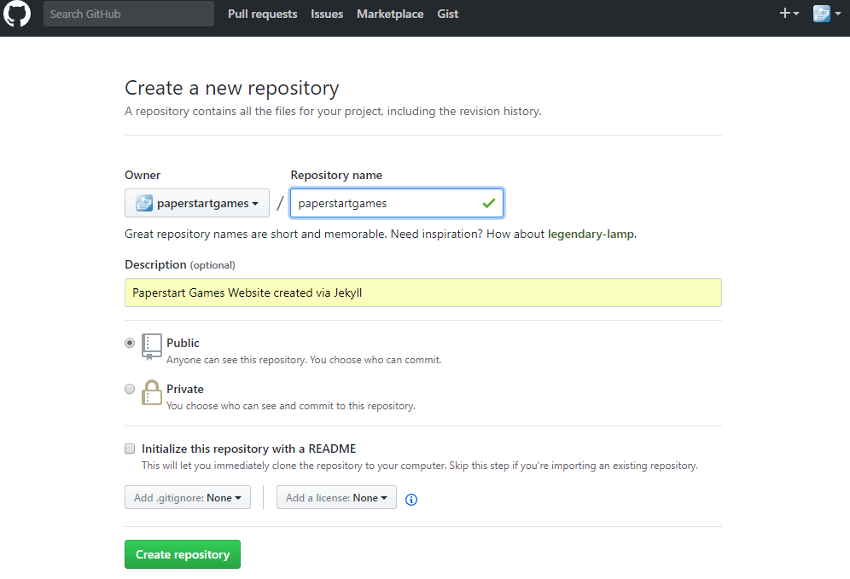 Search GitHub Pull requests Issues Marketplace Gist
Create a new repository
A repository contains all the files for your project, including the revision history.
Owner Repository name
paperstartgames / paperstartgames
Great repository names are short and memorable. Need inspiration? How about legendary-lamp.
Description (optional)
Paperstart Games Website created via Jekyll
Public
Anyone can see this repository. You choose who can commit.
Private
You choose who can see and commit to this repository.
Initialize this repository with a README
This will let you immediately clone the repository to your computer. Skip this step if you're importing an existing repository.
Add .gitignore: None Add a license: None
Create repository